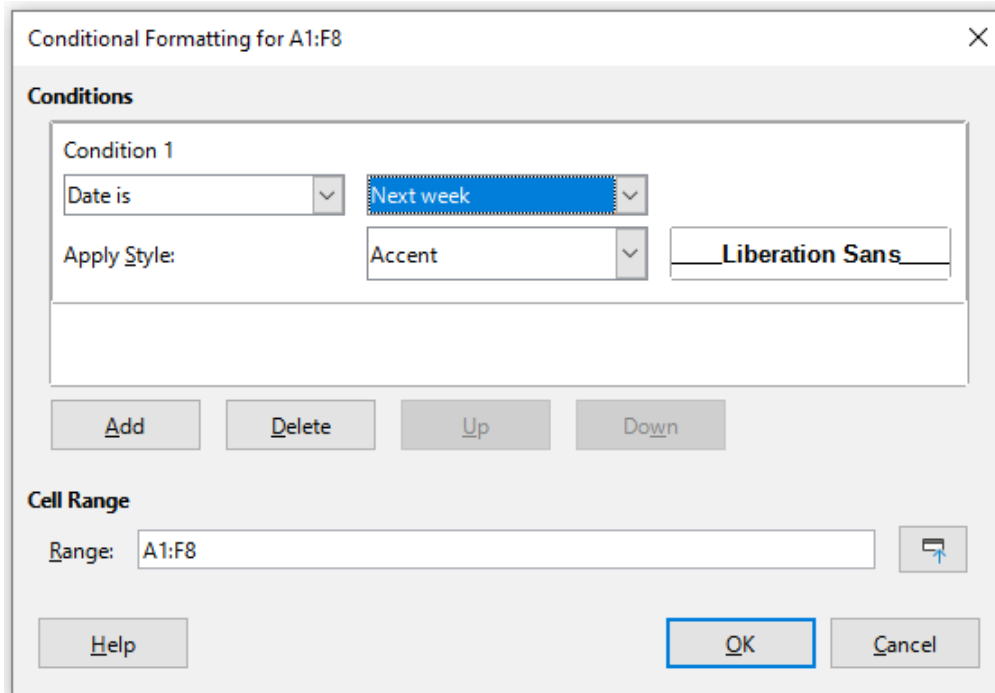 Conditional Formatting for A1:F8
Conditions
Condition 1
Date is Next week
Apply Style: Accent Liberation Sans
Add Delete Up Down
Cell Range
Range: A1:F8
Help OK Cancel